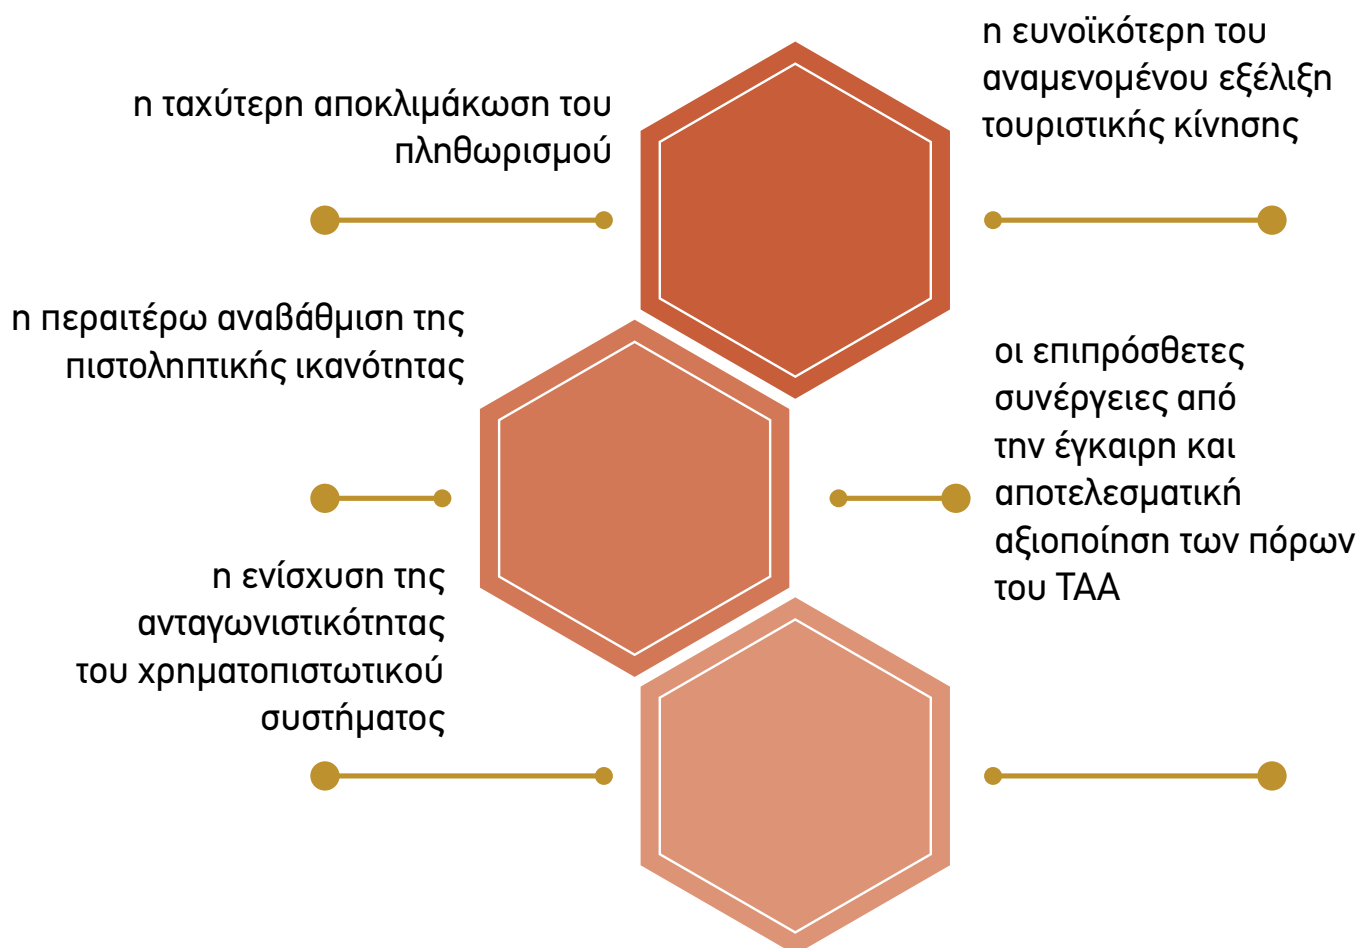 η ταχύτερη αποκλιμάκωση του
πληθωρισμού
η ευνοϊκότερη του
αναμενομένου εξέλιξη
τουριστικής κίνησης
η περαιτέρω αναβάθμιση της
πιστοληπτικής ικανότητας
οι επιπρόσθετες
συνέργειες από
την έγκαιρη και
αποτελεσματική
αξιοποίηση των πόρων
του ΤΑΑ
η ενίσχυση της
ανταγωνιστικότητας
του χρηματοπιστωτικού
συστήματος